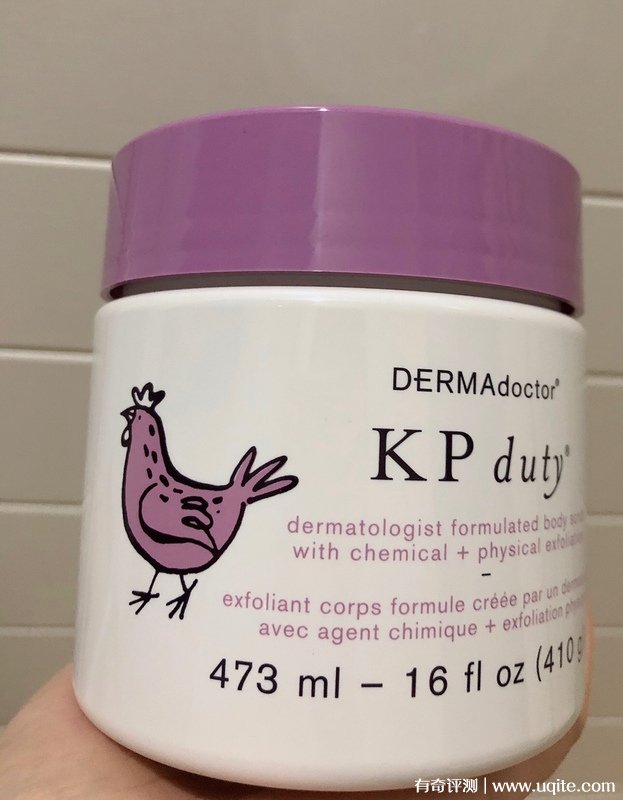 DERMAdoctor®
KP duty®
dermatologist formulated body
with chemical + physical
–
exfoliant corps formule créée par un
avec agent chimique + exfoliation
473 ml – 16 fl oz (410 g
有奇评测 | www.uqite.com